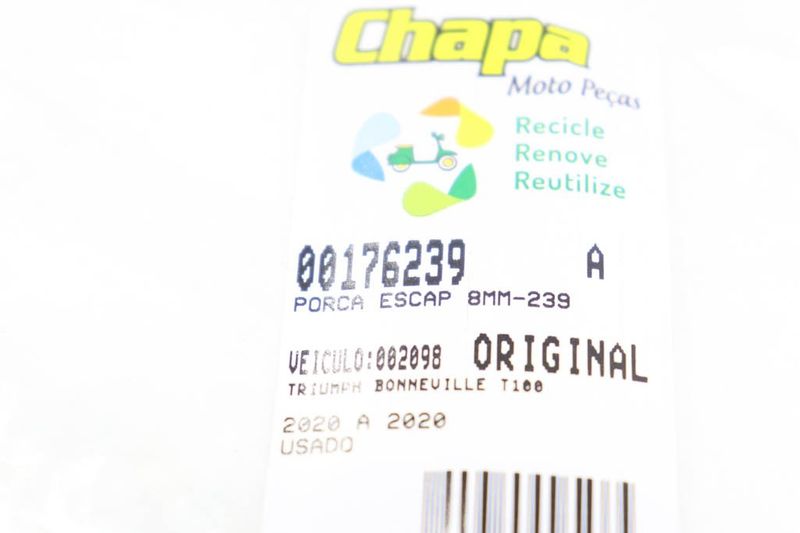 Chapa
Moto Peças
Recicle
Renove
Reutilize
00176239 A
PORCA ESCAP 8MM-239
VEICULO:002098 ORIGINAL
TRIUMPH BONNEVILLE T100
2020 A 2020
USADO